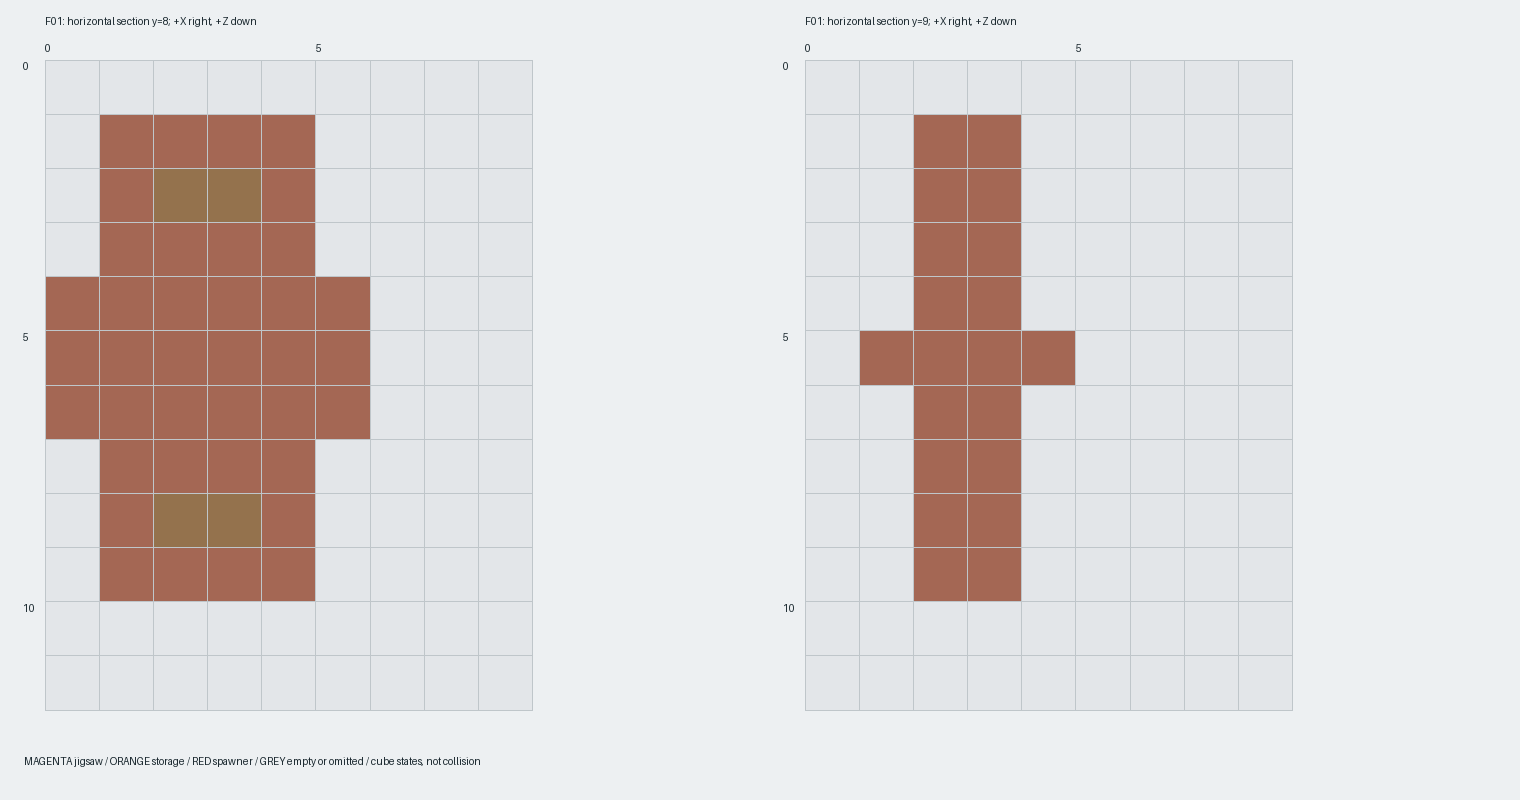 F01: horizontal section y=8; +X right, +Z down
F01: horizontal section y=9; +X right, +Z down
0 5
0 5
0
5
10
0
5
10
MAGENTA jigsaw / ORANGE storage / RED spawner / GREY empty or omitted / cube states, not collision